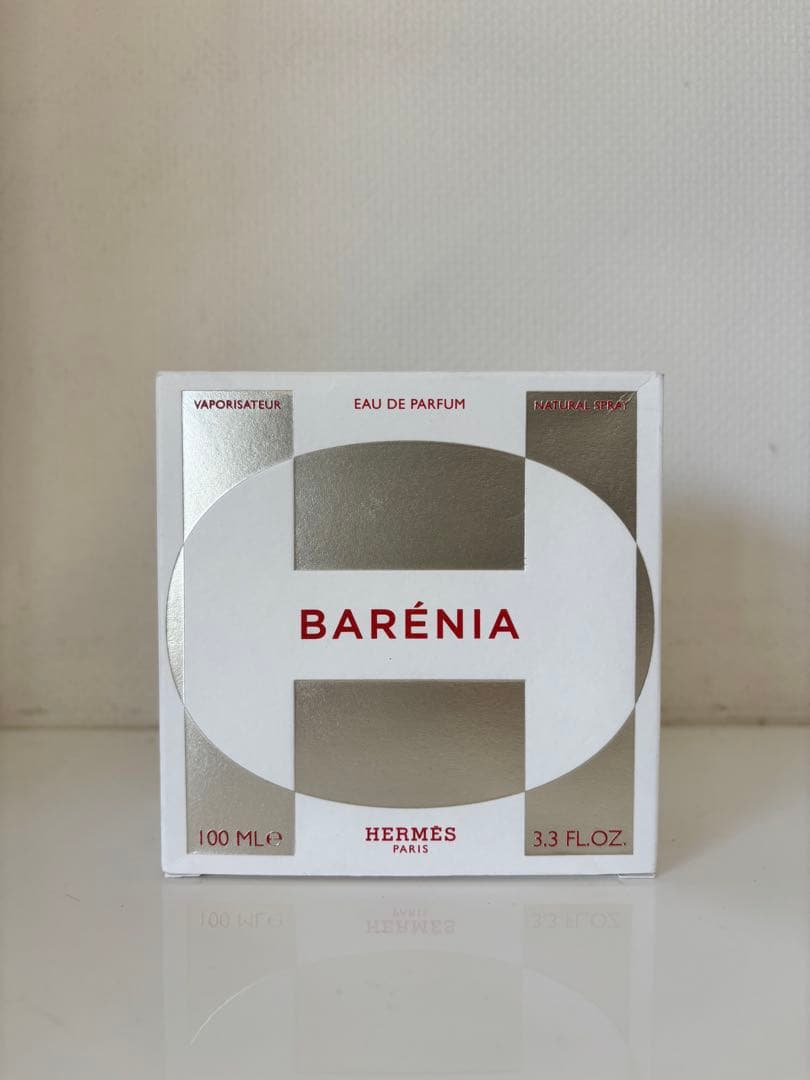 VAPORISATEUR
EAU DE PARFUM
NATURAL SPRAY
BARÉNIA
100 ML℮
HERMÈS
PARIS
3.3 FL.OZ.